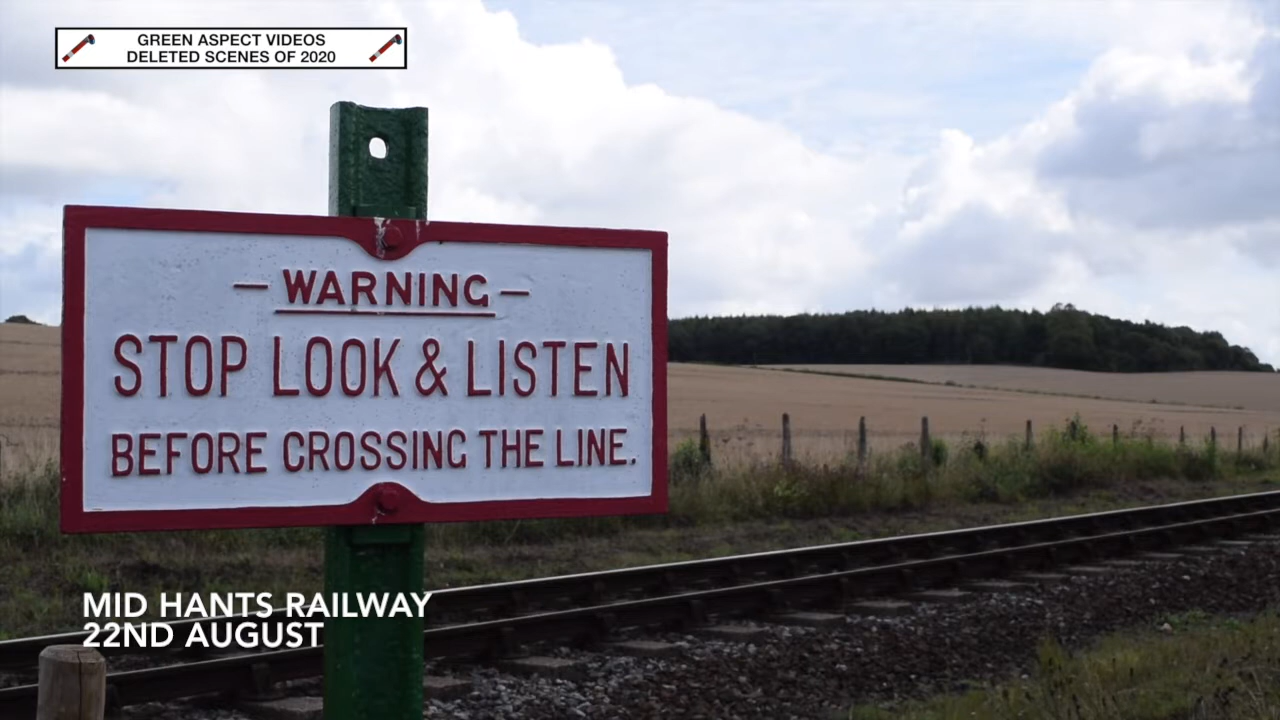 GREEN ASPECT VIDEOS
DELETED SCENES OF 2020
— WARNING —
STOP LOOK & LISTEN
BEFORE CROSSING THE LINE.
MID HANTS RAILWAY
22ND AUGUST